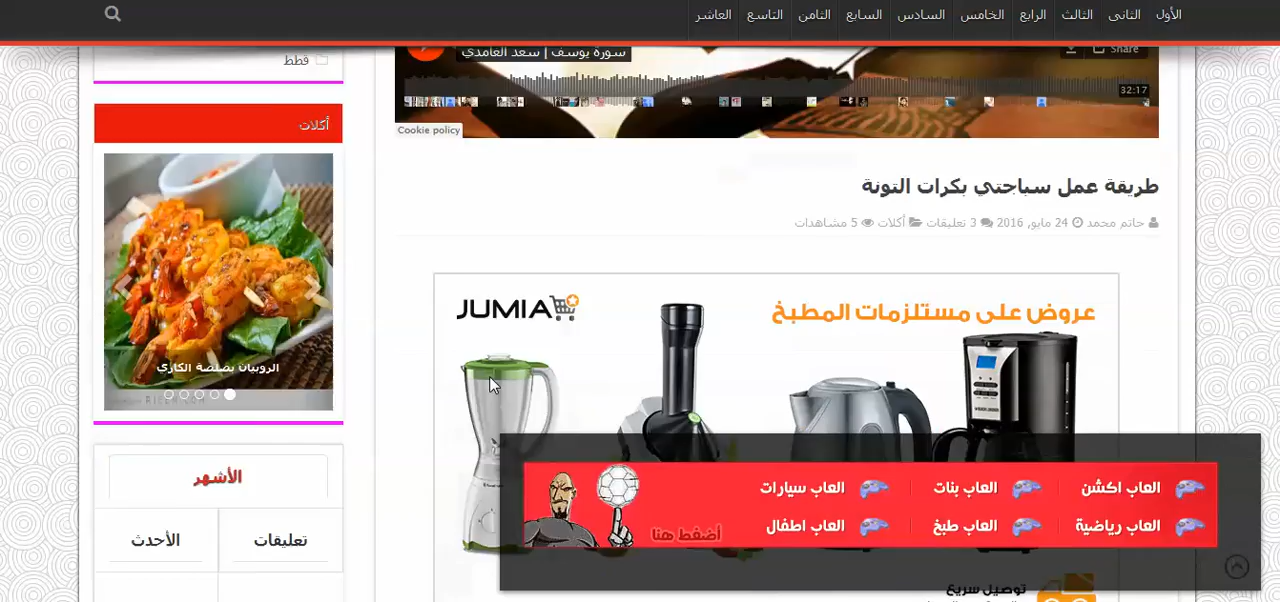 الأول الثانى الثالث الرابع الخامس السادس السابع الثامن التاسع العاشر
قطط
أكلات
الروبيان بصلصة الكاري
الأشهر
تعليقات
الأحدث
سورة يوسف | سعد الغامدي
Share
32:17
Cookie policy
طريقة عمل سباجتي بكرات التونة
حاتم محمد 24 مايو, 2016 3 تعليقات أكلات 5 مشاهدات
JUMIA
عروض على مستلزمات المطبخ
العاب اكشن العاب بنات العاب سيارات
العاب رياضية العاب طبخ العاب اطفال
أضغط هنا
توصيل سريع